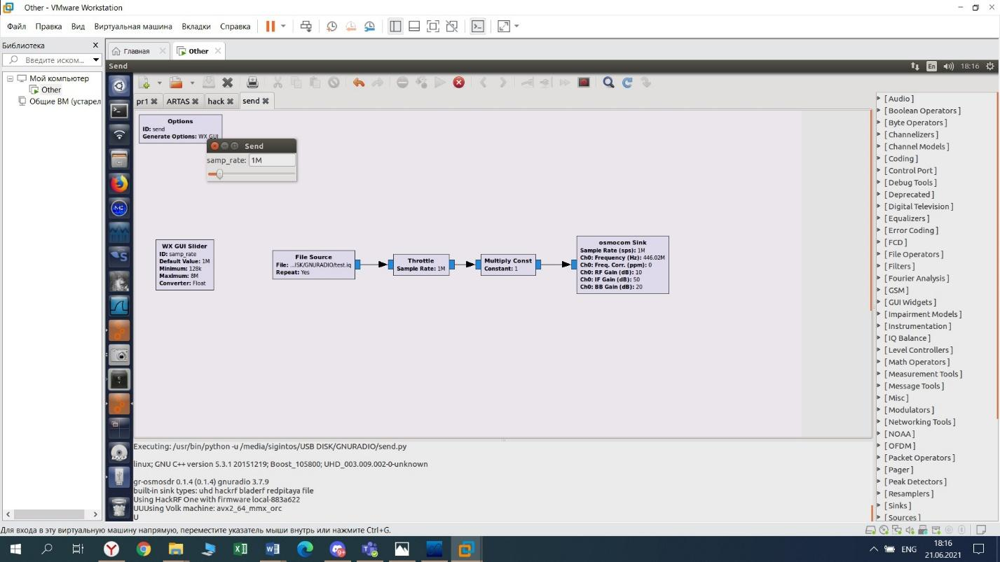 Other - VMware Workstation
Файл Правка Вид Виртуальная машина Вкладки Справка
Библиотека
Введите иском...
Мой компьютер
Other
Общие ВМ (устарел
Главная
Other
Send
En
18:16
pr1
ARTAS
hack
send
Options
ID: send
Generate Options: WX GUI
Send
samp_rate: 1M
WX GUI Slider
ID: samp_rate
Default Value: 1M
Minimum: 128k
Maximum: 8M
Converter: Float
File Source
File: ...ISK/GNURADIO/test.iq
Repeat: Yes
Throttle
Sample Rate: 1M
Multiply Const
Constant: 1
osmocom Sink
Sample Rate (sps): 1M
Ch0: Frequency (Hz): 446.02M
Ch0: Freq. Corr. (ppm): 0
Ch0: RF Gain (dB): 10
Ch0: IF Gain (dB): 50
Ch0: BB Gain (dB): 20
[ Audio ]
[ Boolean Operators ]
[ Byte Operators ]
[ Channelizers ]
[ Channel Models ]
[ Coding ]
[ Control Port ]
[ Debug Tools ]
[ Deprecated ]
[ Digital Television ]
[ Equalizers ]
[ Error Coding ]
[ FCD ]
[ File Operators ]
[ Filters ]
[ Fourier Analysis ]
[ GSM ]
[ GUI Widgets ]
[ Impairment Models ]
[ Instrumentation ]
[ IQ Balance ]
[ Level Controllers ]
[ Math Operators ]
[ Measurement Tools ]
[ Message Tools ]
[ Misc ]
[ Modulators ]
[ Networking Tools ]
[ NOAA ]
[ OFDM ]
[ Packet Operators ]
[ Pager ]
[ Peak Detectors ]
[ Resamplers ]
[ Sinks ]
[ Sources ]
Executing: /usr/bin/python -u /media/sigintos/USB DISK/GNURADIO/send.py
linux; GNU C++ version 5.3.1 20151219; Boost_105800; UHD_003.009.002-0-unknown
gr-osmosdr 0.1.4 (0.1.4) gnuradio 3.7.9
built-in sink types: uhd hackrf bladerf redpitaya file
Using HackRF One with firmware local-883a622
UUUsing Volk machine: avx2_64_mmx_orc
U
Для входа в эту виртуальную машину напрямую, переместите указатель мыши внутрь или нажмите Ctrl+G.
ENG
18:16
21.06.2021